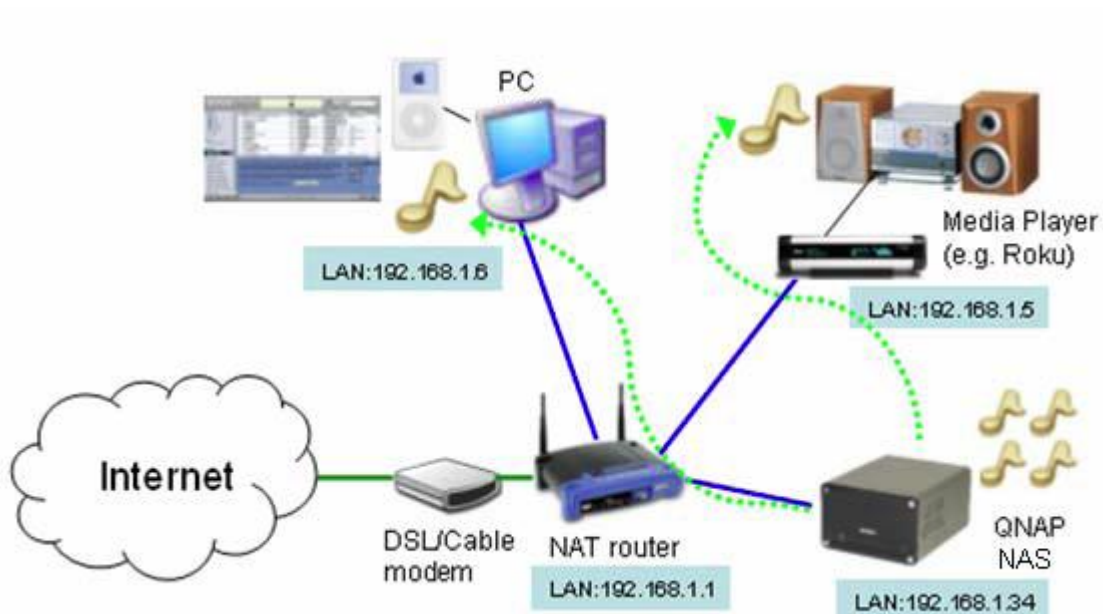 PC
LAN:192.168.1.6
Media Player
(e.g. Roku)
LAN:192.168.1.5
Internet
DSL/Cable
modem
NAT router
LAN:192.168.1.1
QNAP
NAS
LAN:192.168.1.34